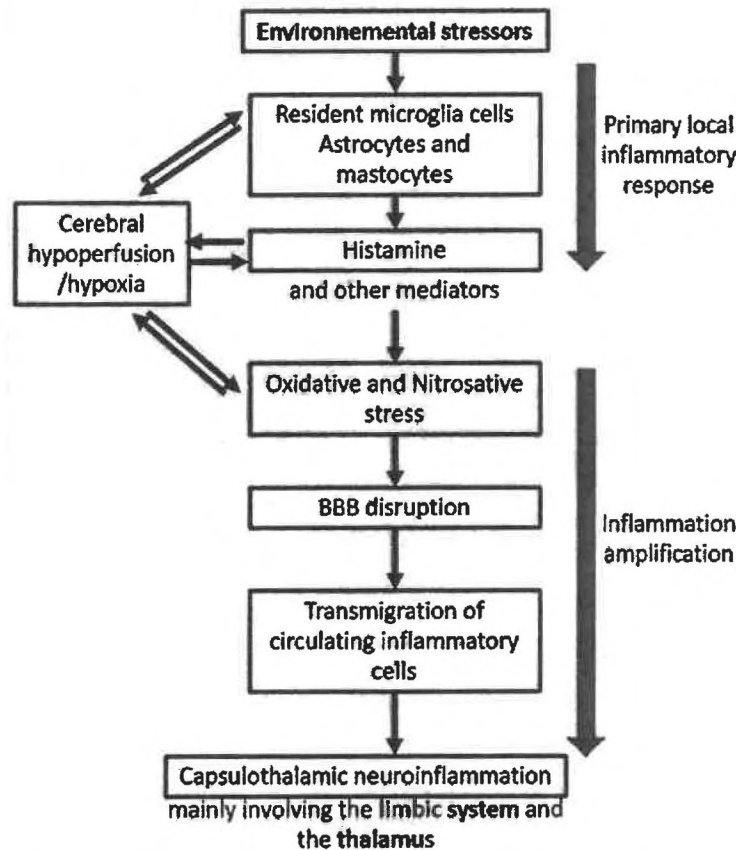 Environnemental stressors
Resident microglia cells
Astrocytes and
mastocytes
Primary local
inflammatory
response
Cerebral
hypoperfusion
/hypoxia
Histamine
and other mediators
Oxidative and Nitrosative
stress
BBB disruption
Inflammation
amplification
Transmigration of
circulating inflammatory
cells
Capsulothalamic neuroinflammation
mainly involving the limbic system and
the thalamus